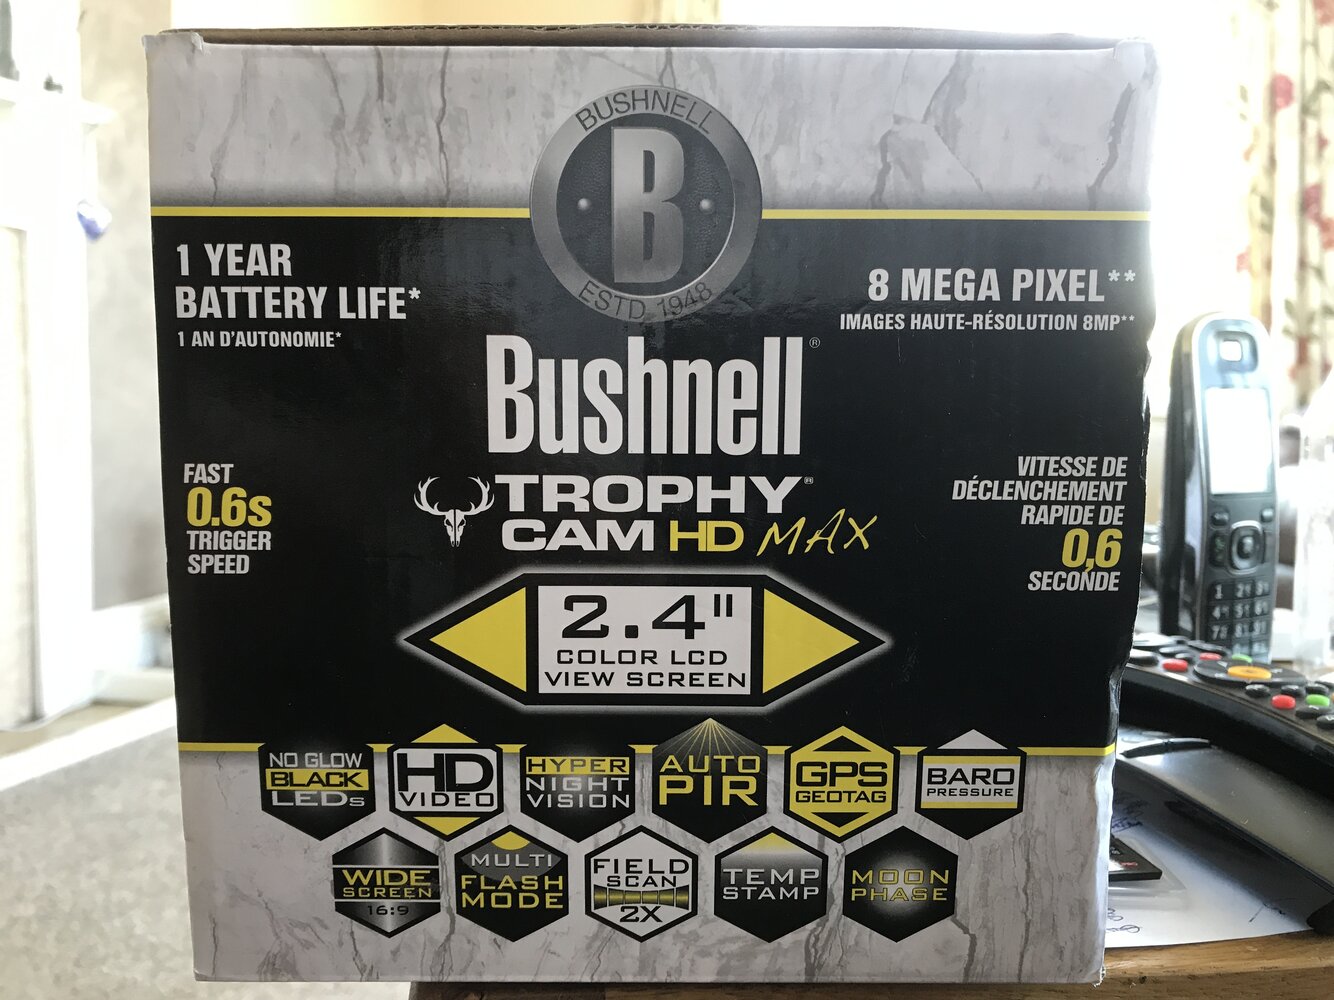 BUSHNELL
B
ESTD 1948
1 YEAR
BATTERY LIFE*
1 AN D'AUTONOMIE*
8 MEGA PIXEL**
IMAGES HAUTE-RÉSOLUTION 8MP**
Bushnell®
FAST
0.6s
TRIGGER
SPEED
TROPHY®
CAM HD MAX
VITESSE DE
DÉCLENCHEMENT
RAPIDE DE
0,6
SECONDE
2.4"
COLOR LCD
VIEW SCREEN
NO GLOW
BLACK
LEDs
HD
VIDEO
HYPER
NIGHT
VISION
AUTO
PIR
GPS
GEOTAG
BARO
PRESSURE
WIDE
SCREEN
16:9
MULTI
FLASH
MODE
FIELD
SCAN
2X
TEMP
STAMP
MOON
PHASE